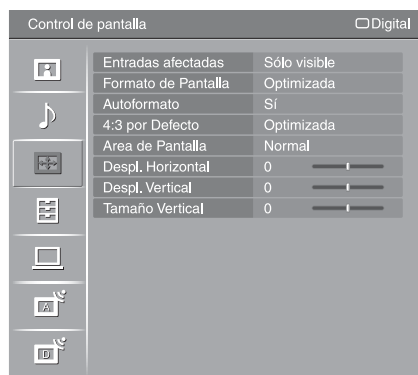 Control de pantalla Digital
Entradas afectadas Sólo visible
Formato de Pantalla Optimizada
Autoformato Sí
4:3 por Defecto Optimizada
Area de Pantalla Normal
Despl. Horizontal 0
Despl. Vertical 0
Tamaño Vertical 0
A
D